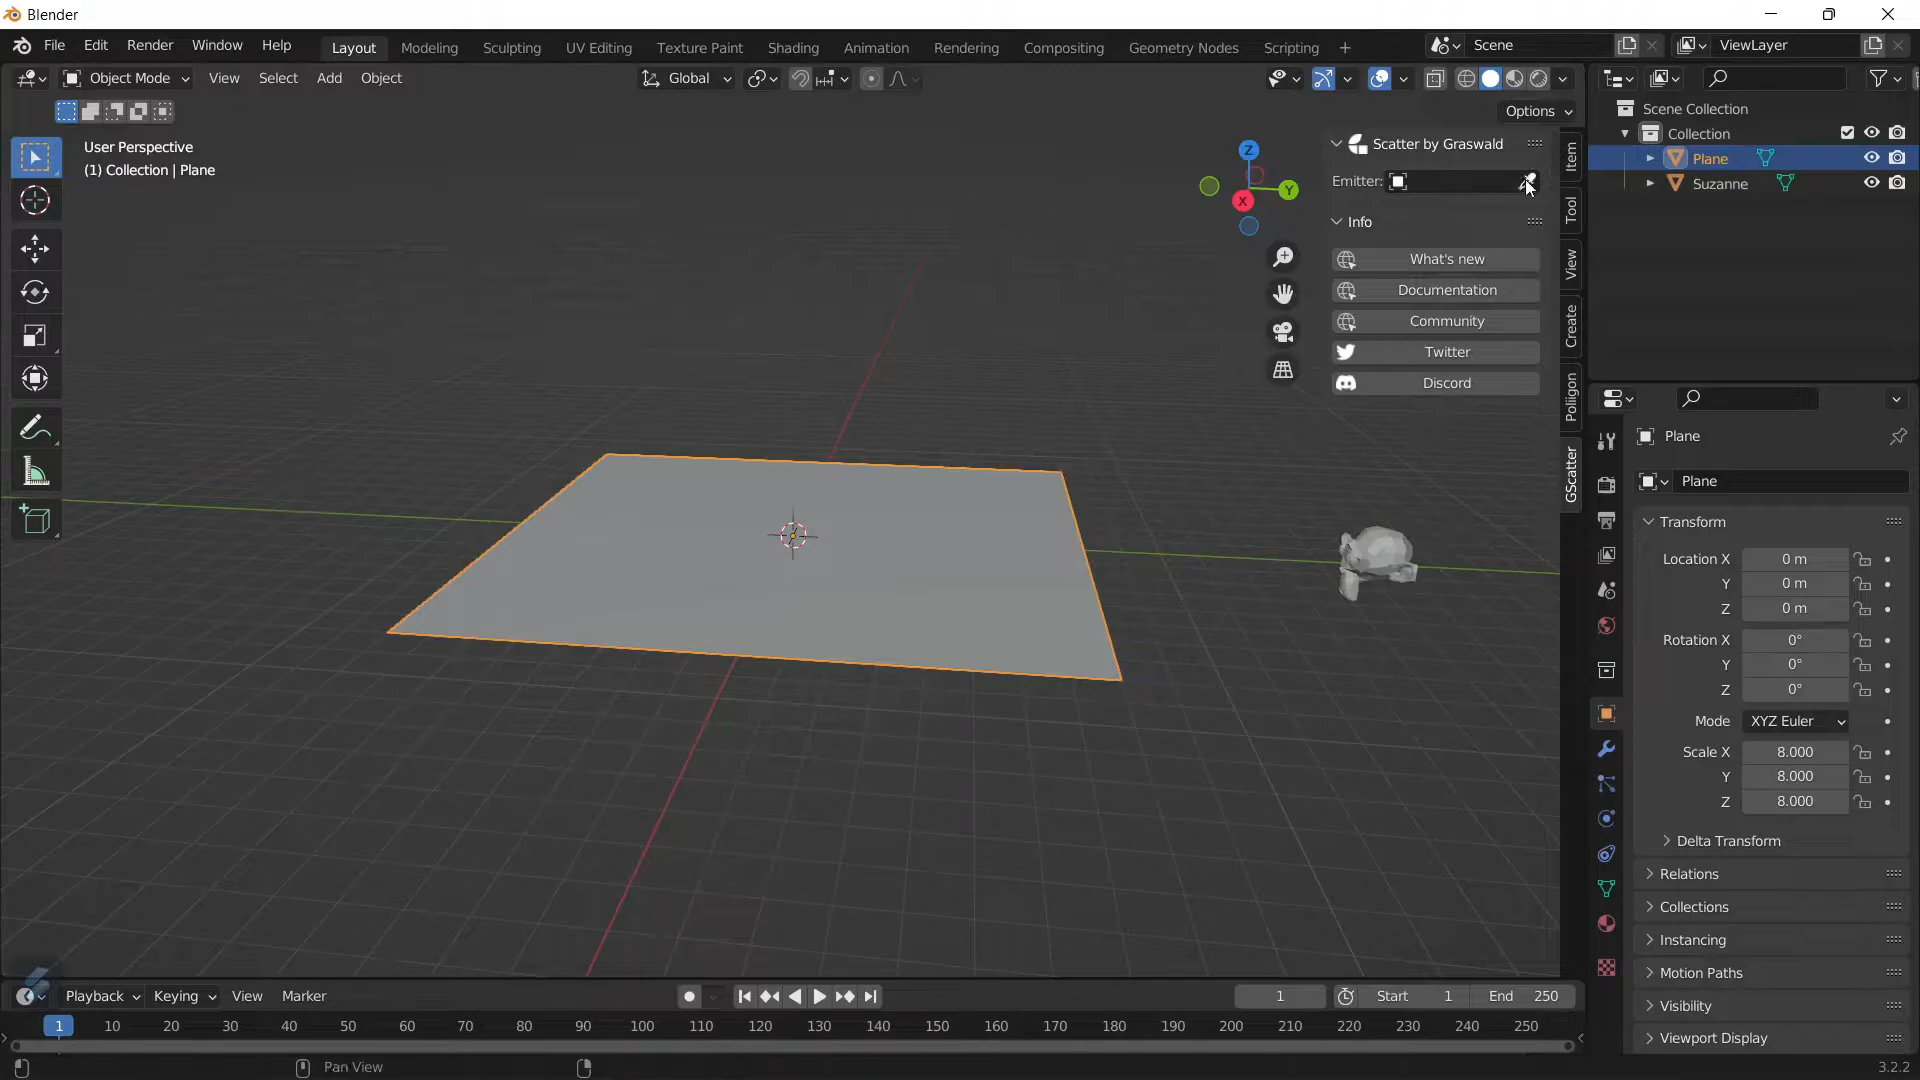 Blender
File Edit Render Window Help
Layout Modeling Sculpting UV Editing Texture Paint Shading Animation Rendering Compositing Geometry Nodes Scripting +
Scene
ViewLayer
Object Mode View Select Add Object
Global
Options
User Perspective
(1) Collection | Plane
Z
Y
X
Scatter by Graswald
Emitter:
Info
What's new
Documentation
Community
Twitter
Discord
Item
Tool
View
Create
Poliigon
GScatter
Scene Collection
Collection
Plane
Suzanne
Plane
Plane
Transform
Location X 0 m
Y 0 m
Z 0 m
Rotation X 0°
Y 0°
Z 0°
Mode XYZ Euler
Scale X 8.000
Y 8.000
Z 8.000
Delta Transform
Relations
Collections
Instancing
Motion Paths
Visibility
Viewport Display
Playback Keying View Marker
1 Start 1 End 250
1 10 20 30 40 50 60 70 80 90 100 110 120 130 140 150 160 170 180 190 200 210 220 230 240 250
Pan View
3.2.2